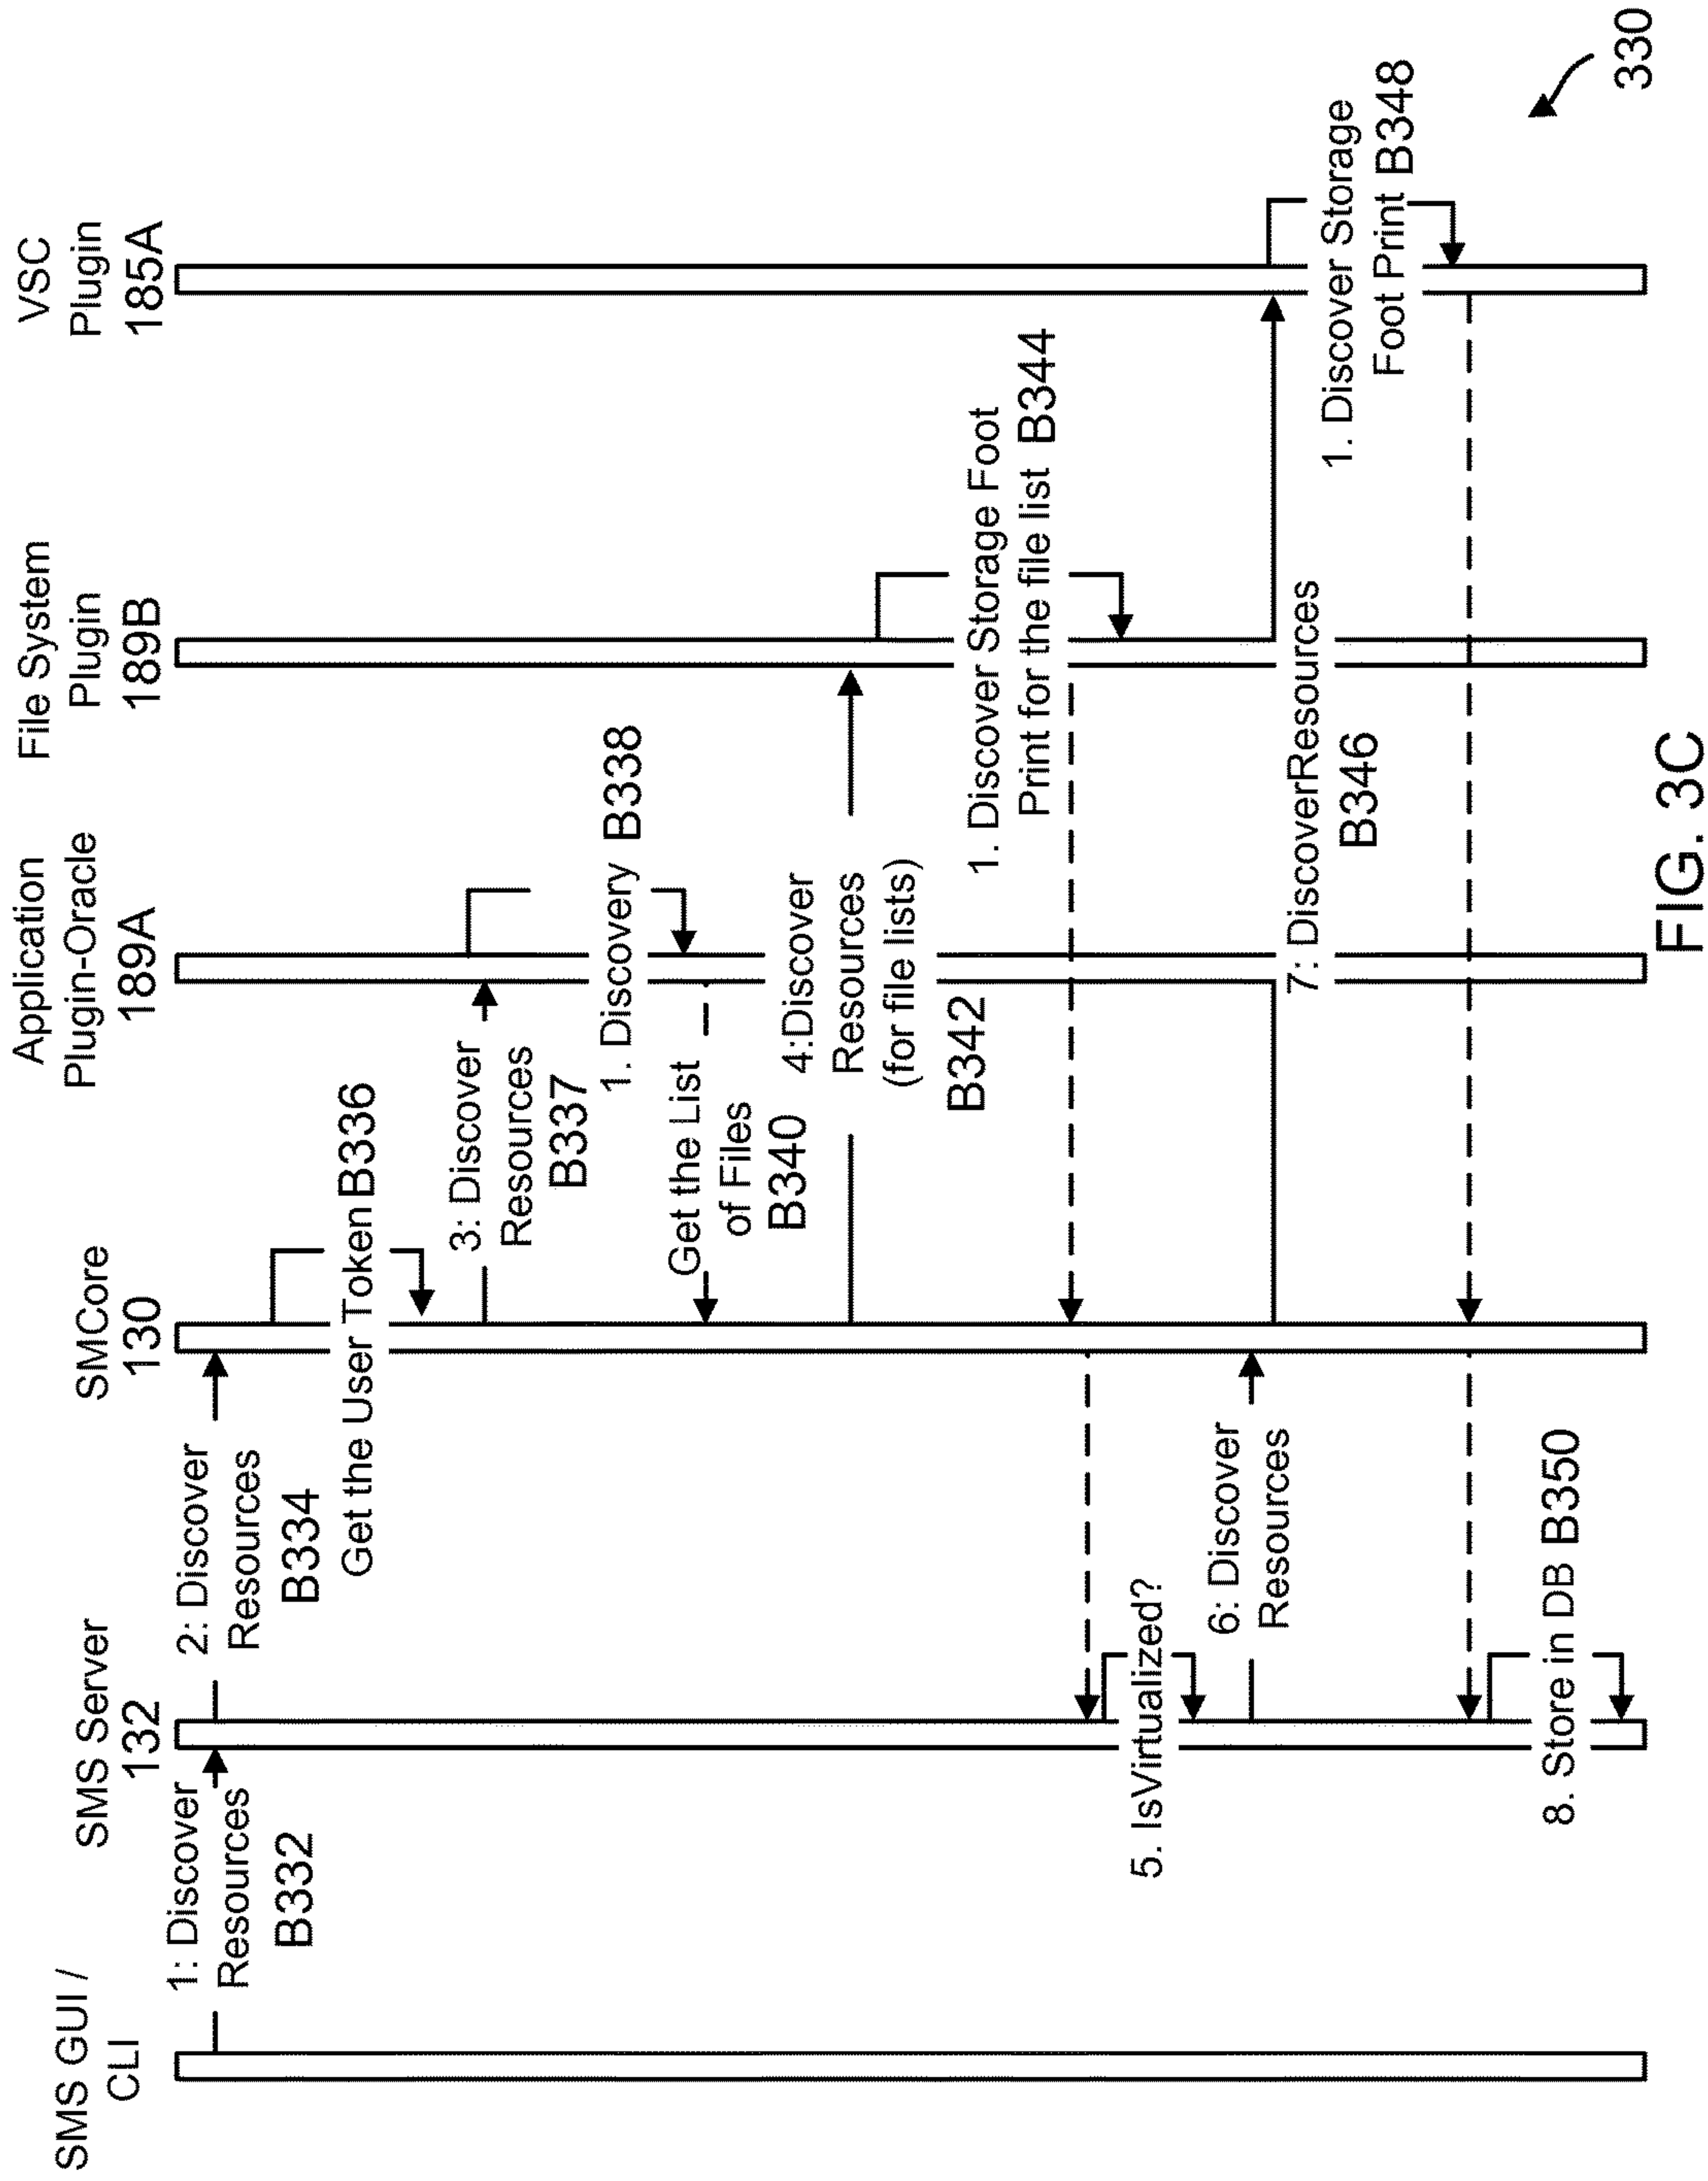 SMS GUI /
CLI
SMS Server
132
SMCore
130
Application
Plugin-Oracle
189A
File System
Plugin
189B
VSC
Plugin
185A
1: Discover
Resources
B332
2: Discover
Resources
B334
Get the User Token B336
3: Discover
Resources
B337
1. Discovery B338
Get the List
of Files
B340
4:Discover
Resources
(for file lists)
B342
1. Discover Storage Foot
Print for the file list B344
5. IsVirtualized?
6: Discover
Resources
7: DiscoverResources
B346
1. Discover Storage
Foot Print B348
8. Store in DB B350
330
FIG. 3C